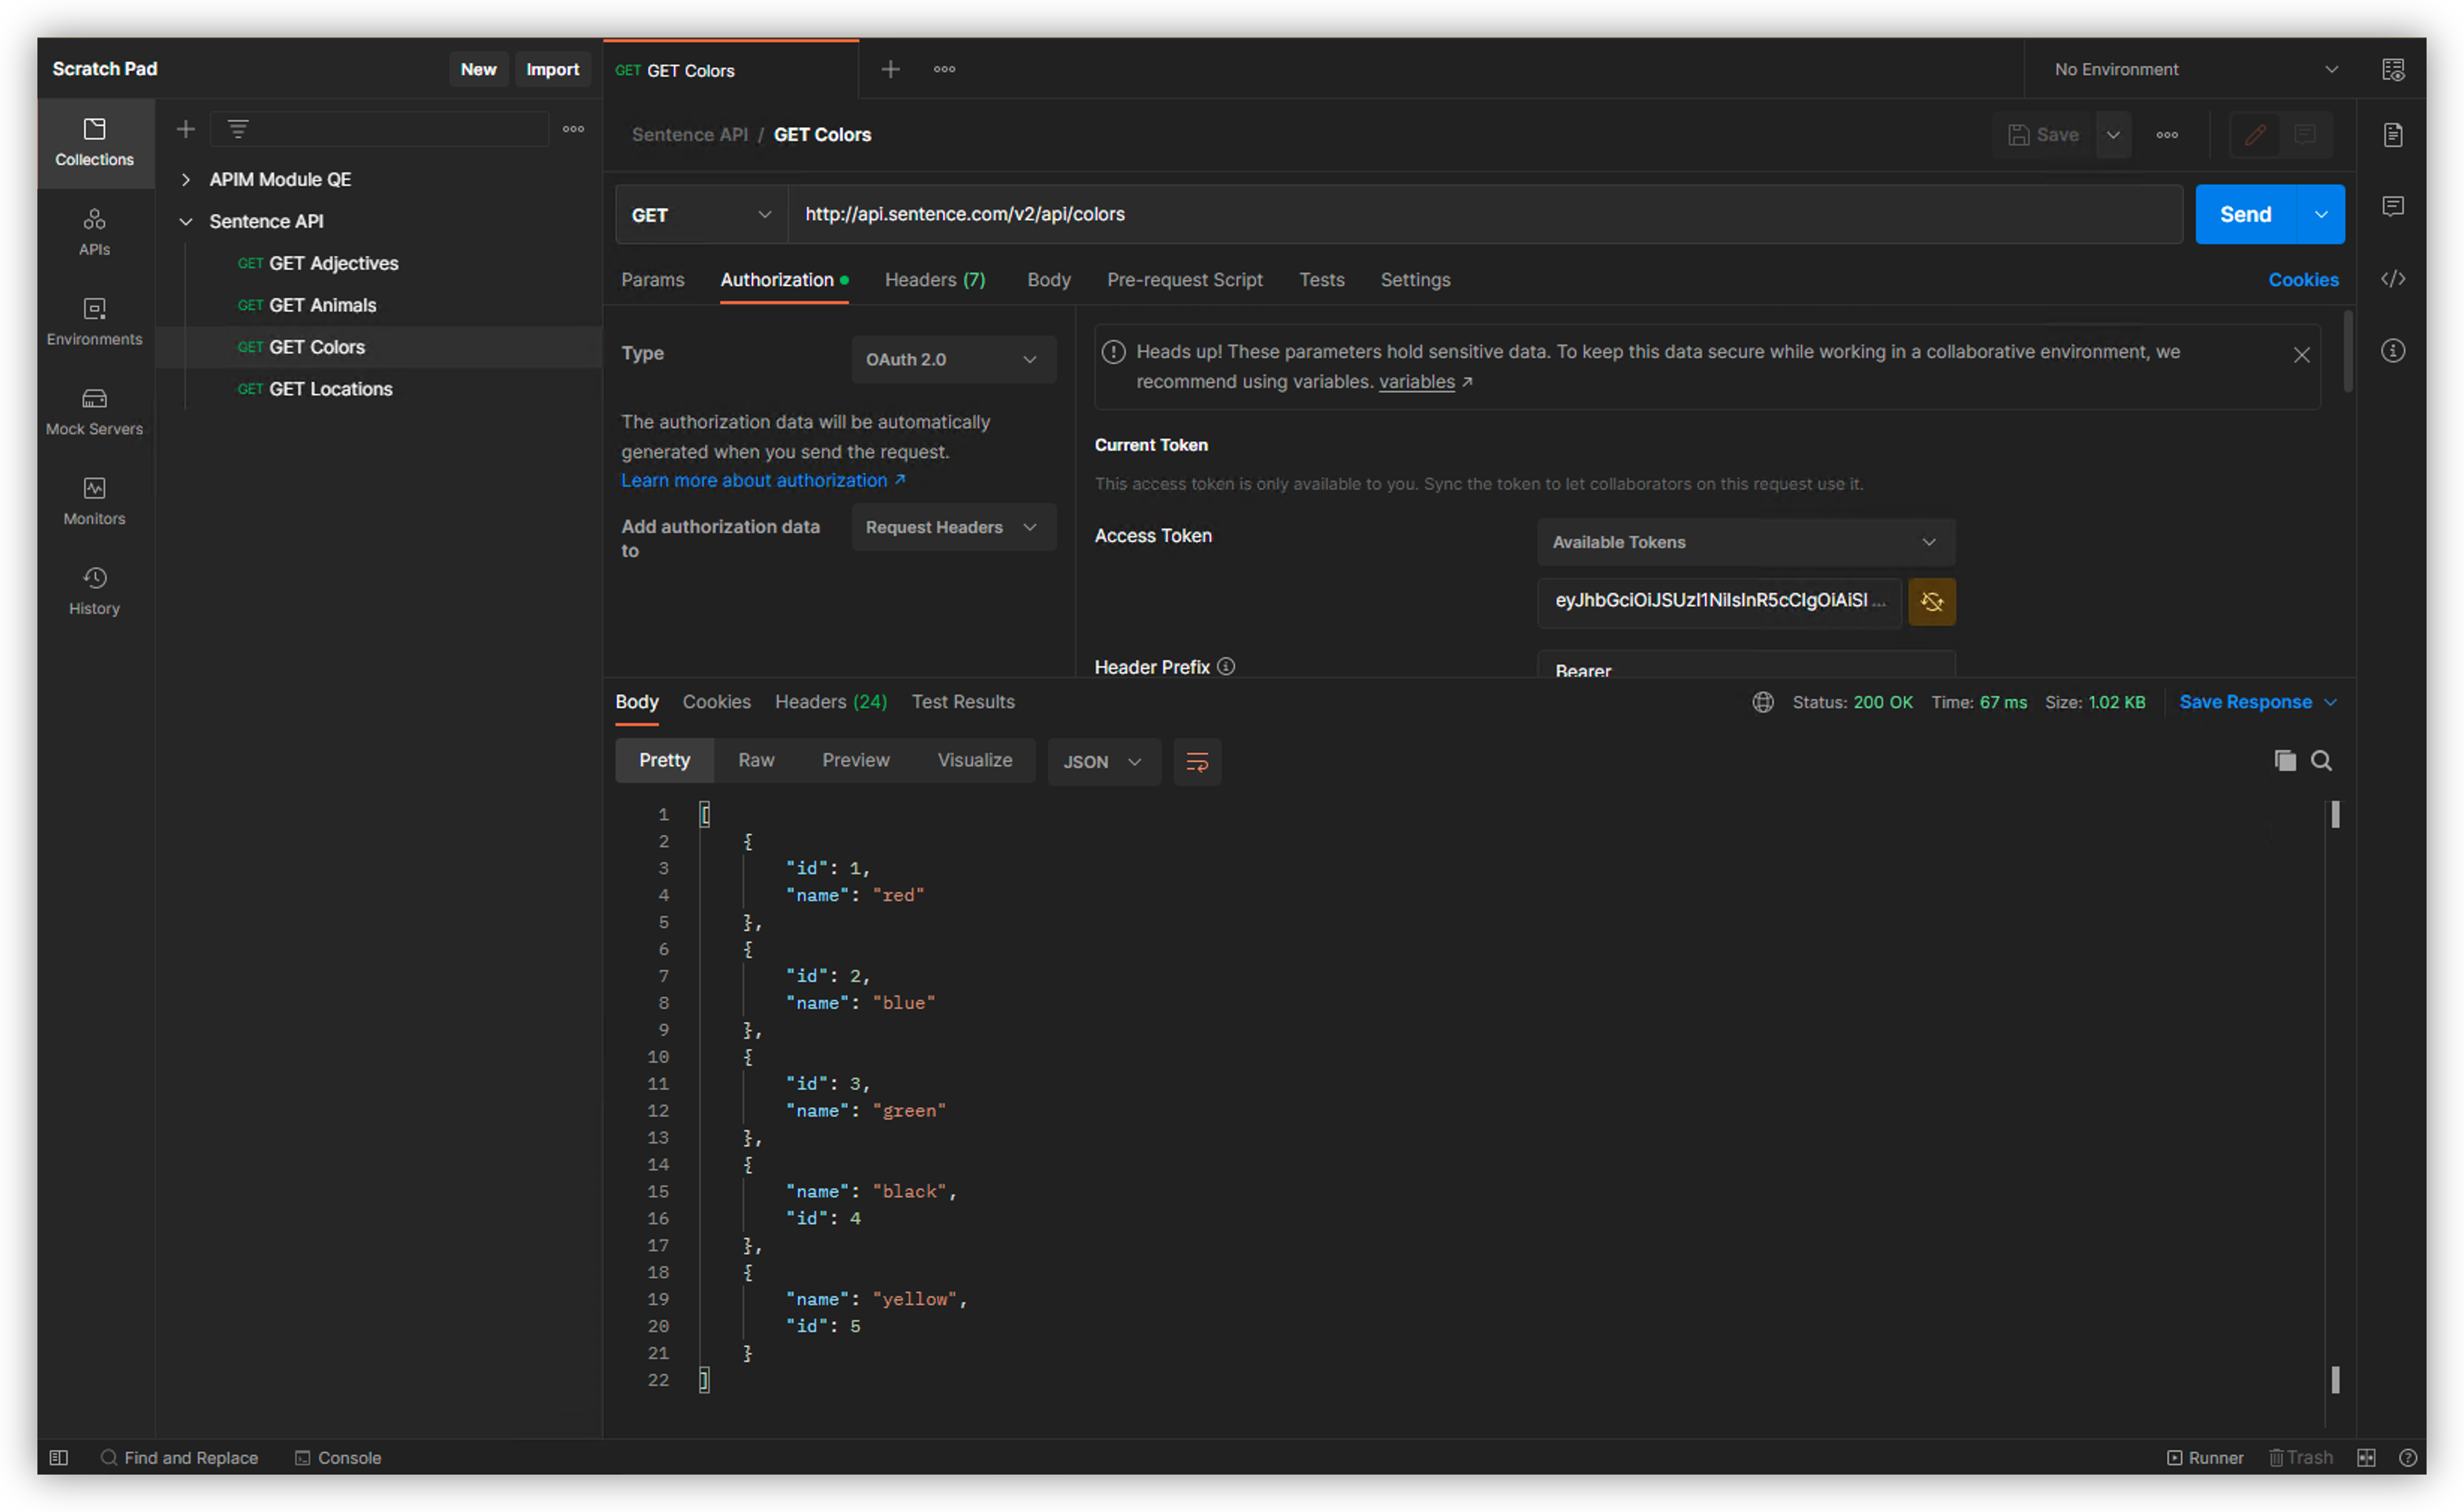 Scratch Pad
New
Import
GET GET Colors
No Environment
Collections
APIs
Environments
Mock Servers
Monitors
History
APIM Module QE
Sentence API
GET GET Adjectives
GET GET Animals
GET GET Colors
GET GET Locations
Sentence API / GET Colors
Save
GET
http://api.sentence.com/v2/api/colors
Send
Params
Authorization
Headers (7)
Body
Pre-request Script
Tests
Settings
Cookies
Type
OAuth 2.0
The authorization data will be automatically
generated when you send the request.
Learn more about authorization ↗
Add authorization data
to
Request Headers
Heads up! These parameters hold sensitive data. To keep this data secure while working in a collaborative environment, we
recommend using variables. variables ↗
Current Token
This access token is only available to you. Sync the token to let collaborators on this request use it.
Access Token
Available Tokens
eyJhbGciOiJSUzI1NiIsInR5cCIgOiAiSl ...
Header Prefix
Bearer
Body
Cookies
Headers (24)
Test Results
Status: 200 OK
Time: 67 ms
Size: 1.02 KB
Save Response
Pretty
Raw
Preview
Visualize
JSON
1 [
2 {
3 "id": 1,
4 "name": "red"
5 },
6 {
7 "id": 2,
8 "name": "blue"
9 },
10 {
11 "id": 3,
12 "name": "green"
13 },
14 {
15 "name": "black",
16 "id": 4
17 },
18 {
19 "name": "yellow",
20 "id": 5
21 }
22 ]
Find and Replace
Console
Runner
Trash